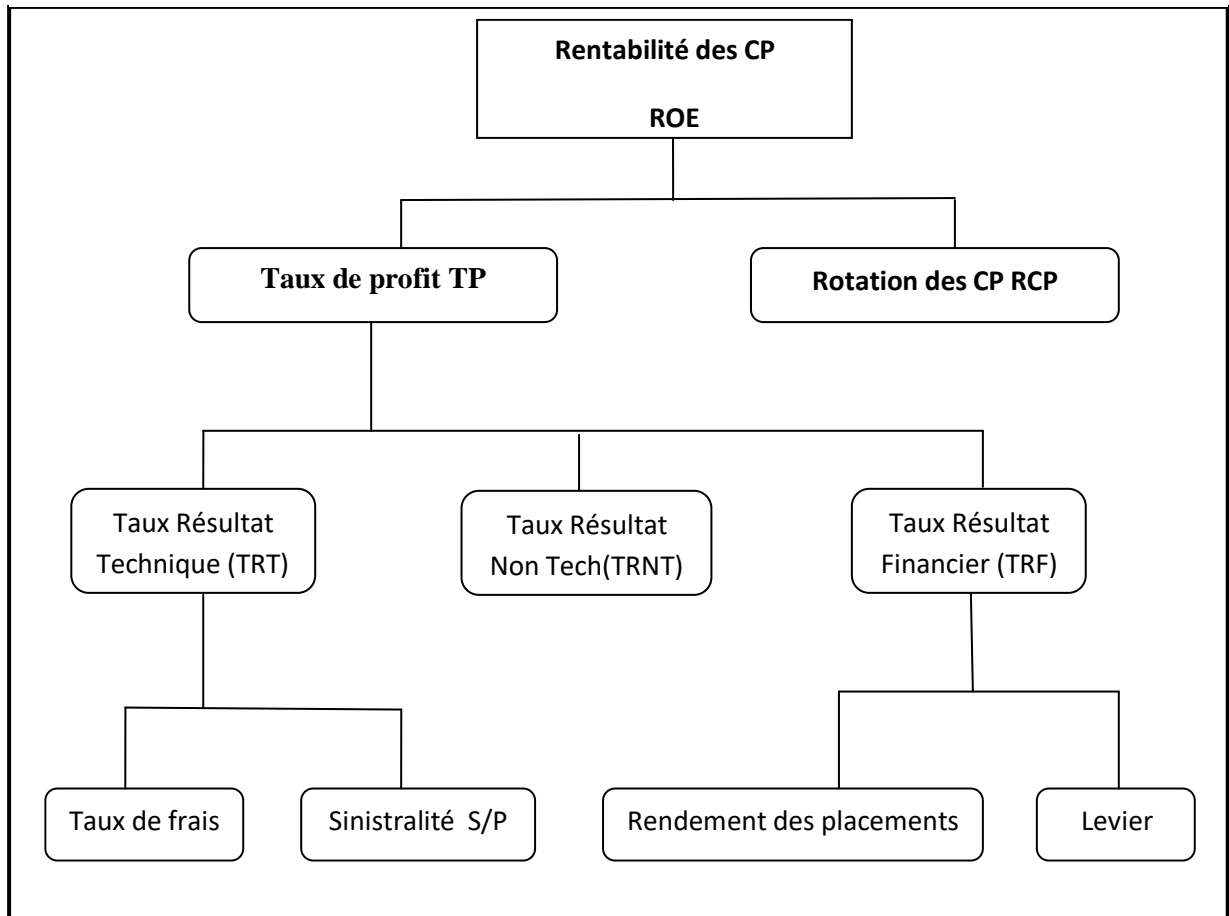 Rentabilité des CP
ROE
Taux de profit TP
Rotation des CP RCP
Taux Résultat
Technique (TRT)
Taux Résultat
Non Tech(TRNT)
Taux Résultat
Financier (TRF)
Taux de frais
Sinistralité S/P
Rendement des placements
Levier